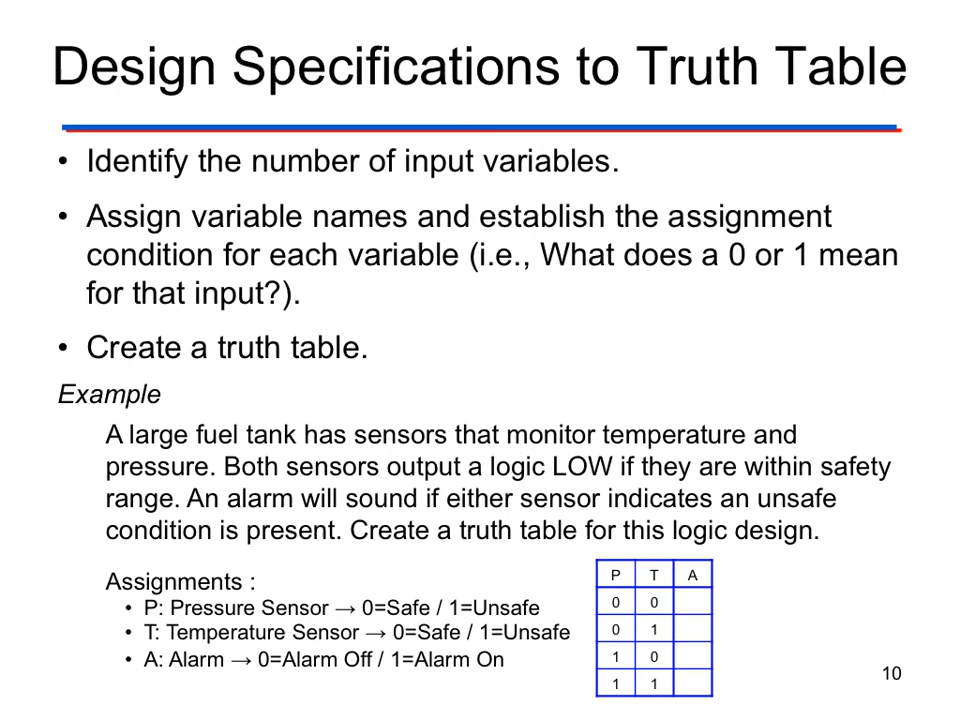 Design Specifications to Truth Table
• Identify the number of input variables.
• Assign variable names and establish the assignment
condition for each variable (i.e., What does a 0 or 1 mean
for that input?).
• Create a truth table.
Example
A large fuel tank has sensors that monitor temperature and
pressure. Both sensors output a logic LOW if they are within safety
range. An alarm will sound if either sensor indicates an unsafe
condition is present. Create a truth table for this logic design.
Assignments :
• P: Pressure Sensor → 0=Safe / 1=Unsafe
• T: Temperature Sensor → 0=Safe / 1=Unsafe
• A: Alarm → 0=Alarm Off / 1=Alarm On
P T A
0 0
0 1
1 0
1 1
10